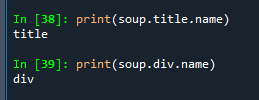 In [38]: print(soup.title.name)
title
In [39]: print(soup.div.name)
div